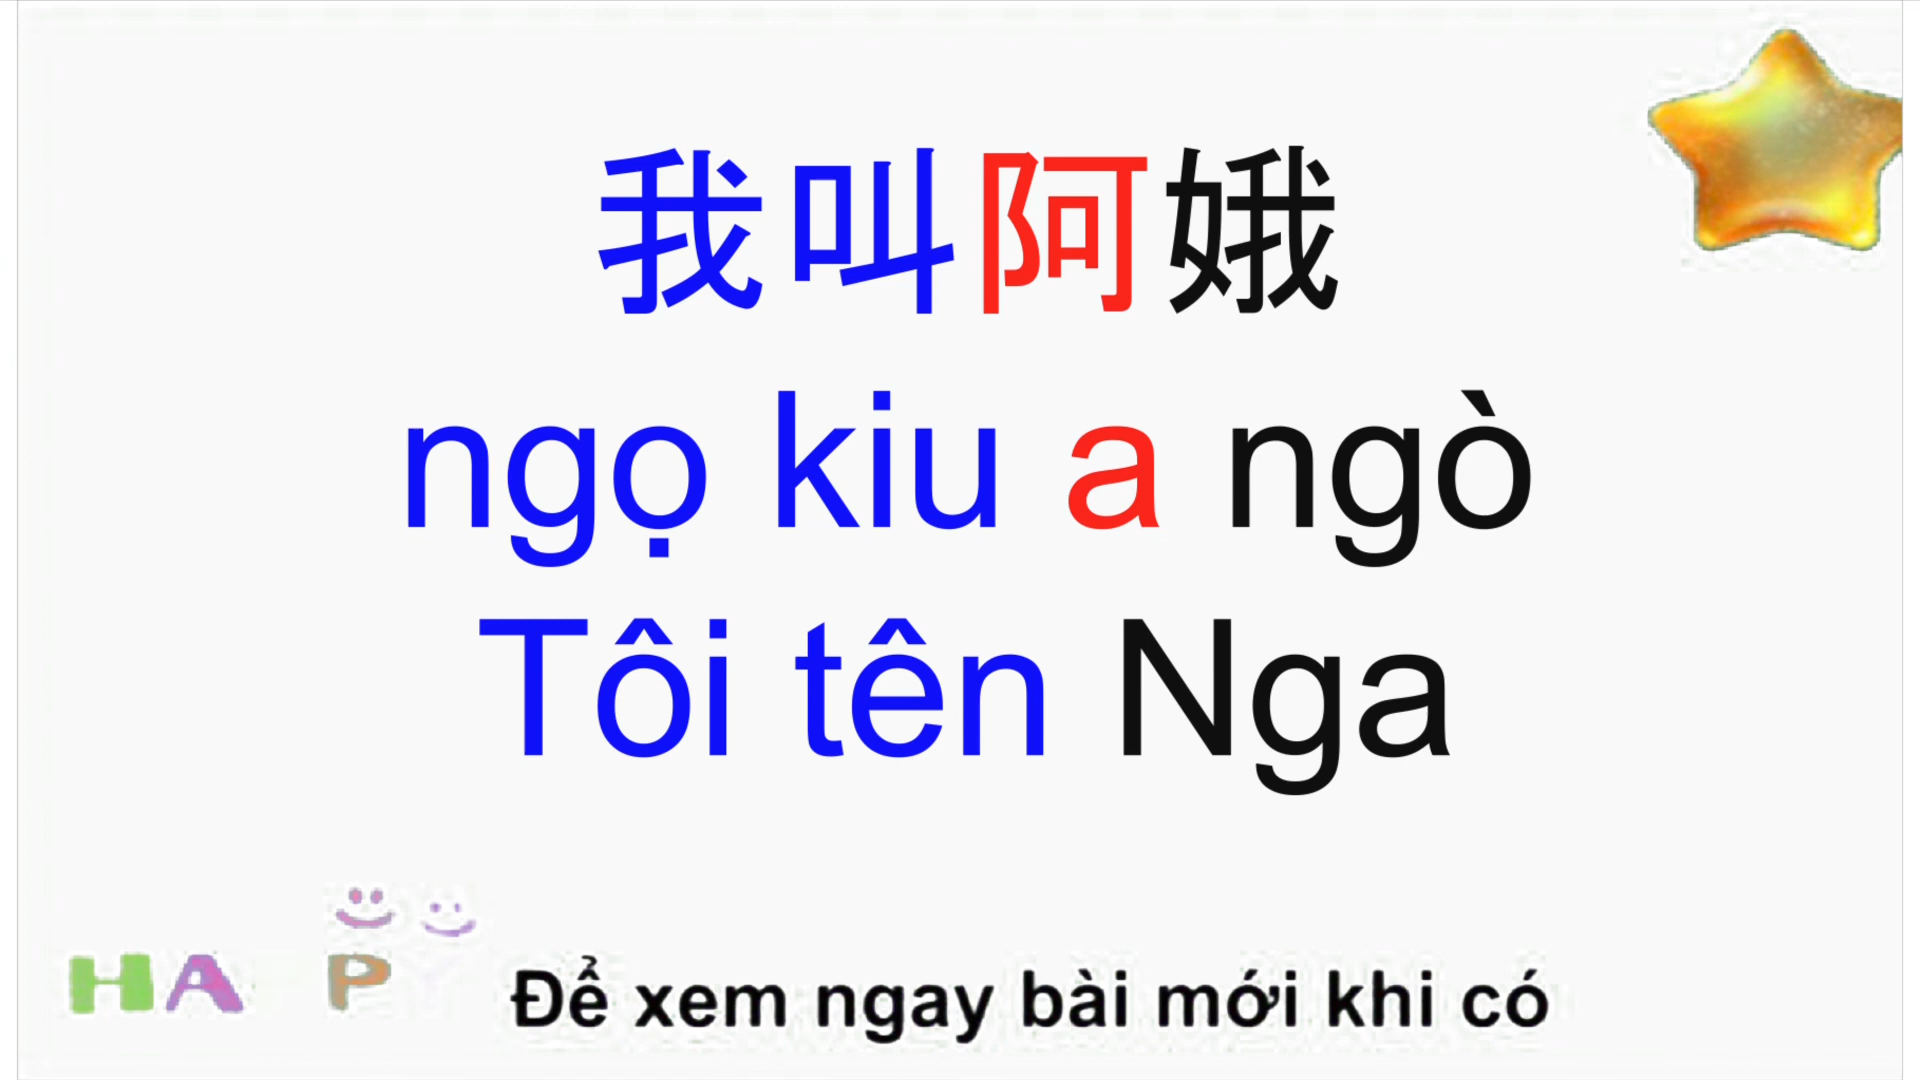 我叫阿娥
ngọ kiu a ngò
Tôi tên Nga
HA P
Để xem ngay bài mới khi có